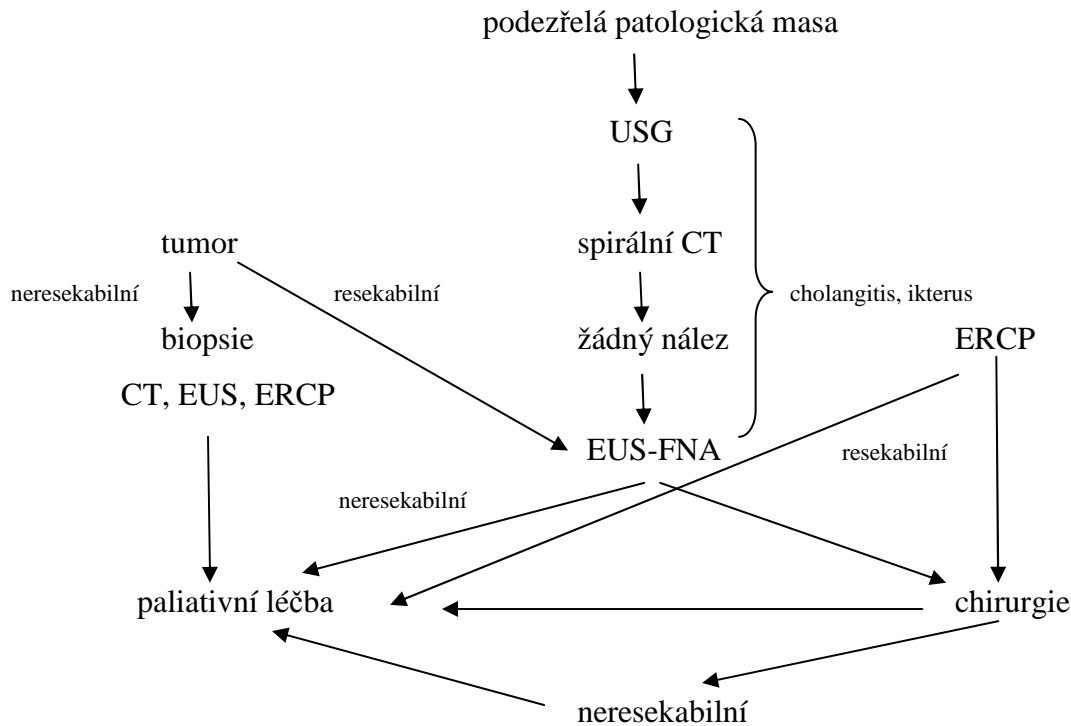 podezřelá patologická masa
USG
tumor
spirální CT
neresekabilní
resekabilní
cholangitis, ikterus
biopsie
žádný nález
ERCP
CT, EUS, ERCP
EUS-FNA
resekabilní
neresekabilní
paliativní léčba
chirurgie
neresekabilní